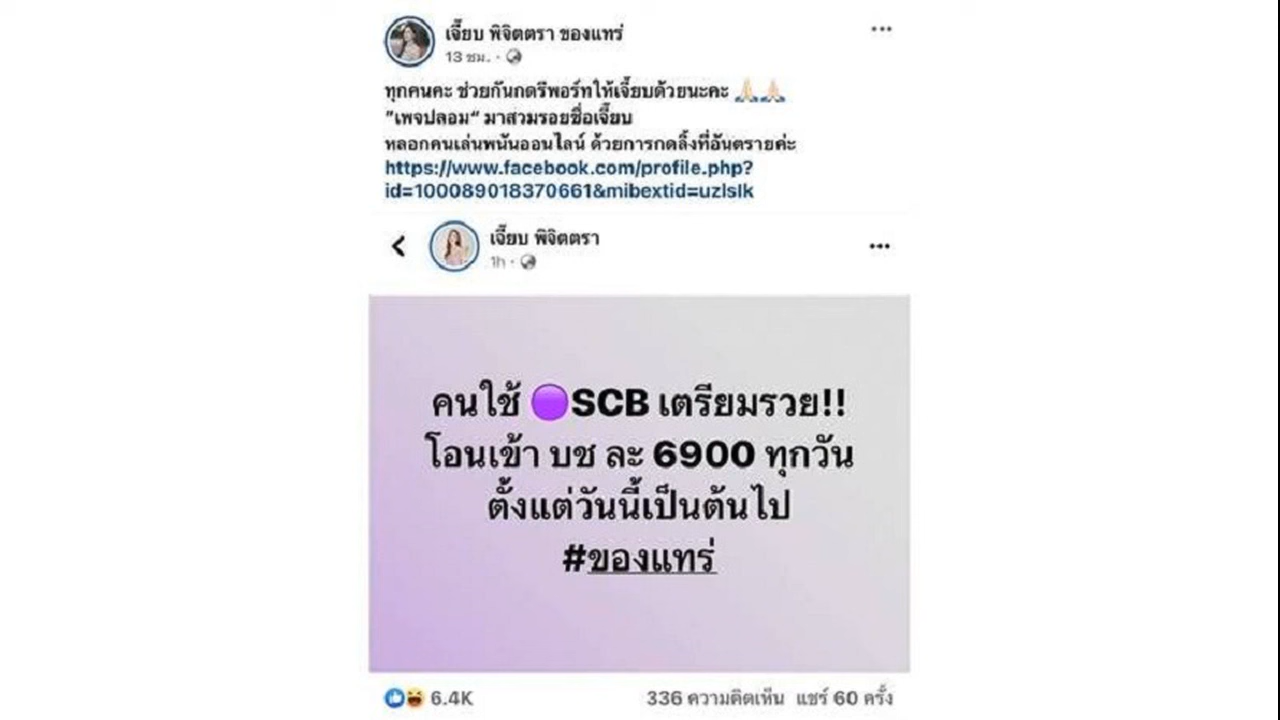 เจี๊ยบ พิจิตตรา ของแทร่
13 ชม. ·
ทุกคนคะ ช่วยกันกดรีพอร์ทให้เจี๊ยบด้วยนะคะ 🙏🏻🙏🏻
"เพจปลอม" มาสวมรอยชื่อเจี๊ยบ
หลอกคนเล่นพนันออนไลน์ ด้วยการกดลิ้งที่อันตรายค่ะ
https://www.facebook.com/profile.php?
id=100089018370661&mibextid=uzlslk
เจี๊ยบ พิจิตตรา
1h ·
คนใช้ 🟣SCB เตรียมรวย!!
โอนเข้า บช ละ 6900 ทุกวัน
ตั้งแต่วันนี้เป็นต้นไป
#ของแทร่
6.4K
336 ความคิดเห็น แชร์ 60 ครั้ง